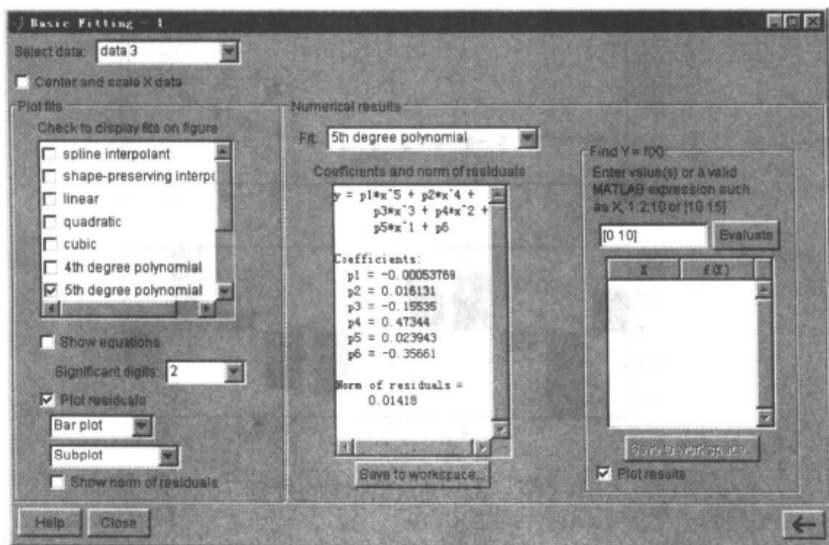 Basic Fitting - 1
Select data: data 3
Center and scale X data
Plot fits
Check to display fits on figure
spline interpolant
shape-preserving interpo
linear
quadratic
cubic
4th degree polynomial
5th degree polynomial
Show equations
Significant digits: 2
Plot residuals
Bar plot
Subplot
Show norm of residuals
Help
Close
Numerical results
Fit: 5th degree polynomial
Coefficients and norm of residuals
y = p1*x^5 + p2*x^4 +
p3*x^3 + p4*x^2 +
p5*x^1 + p6
Coefficients:
p1 = -0.00053769
p2 = 0.016131
p3 = -0.15535
p4 = 0.47344
p5 = 0.023943
p6 = -0.35661
Norm of residuals =
0.01418
Save to workspace...
Find Y = f(X)
Enter value(s) or a valid
MATLAB expression such
as X, 1:2:10 or [10 15]
[0 10]
Evaluate
X f(X)
Save to workspace...
Plot results